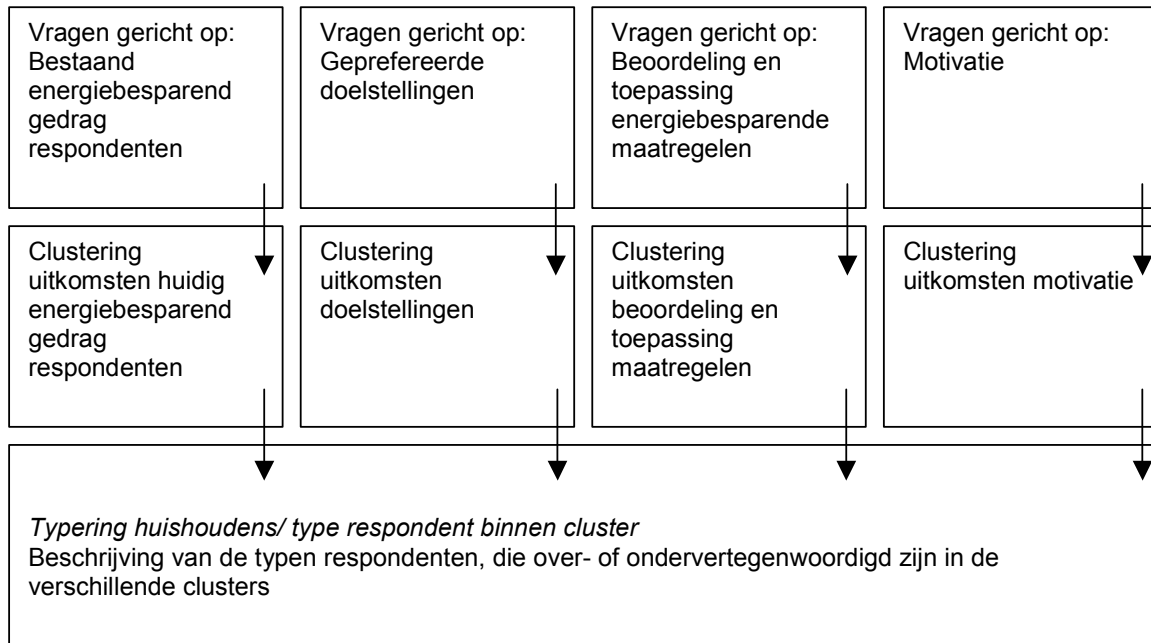 Vragen gericht op:
Bestaand
energiebesparend
gedrag
respondenten
Vragen gericht op:
Geprefereerde
doelstellingen
Vragen gericht op:
Beoordeling en
toepassing
energiebesparende
maatregelen
Vragen gericht op:
Motivatie
Clustering
uitkomsten huidig
energiebesparend
gedrag
respondenten
Clustering
uitkomsten
doelstellingen
Clustering
uitkomsten
beoordeling en
toepassing
maatregelen
Clustering
uitkomsten motivatie
Typering huishoudens/ type respondent binnen cluster
Beschrijving van de typen respondenten, die over- of ondervertegenwoordigd zijn in de
verschillende clusters